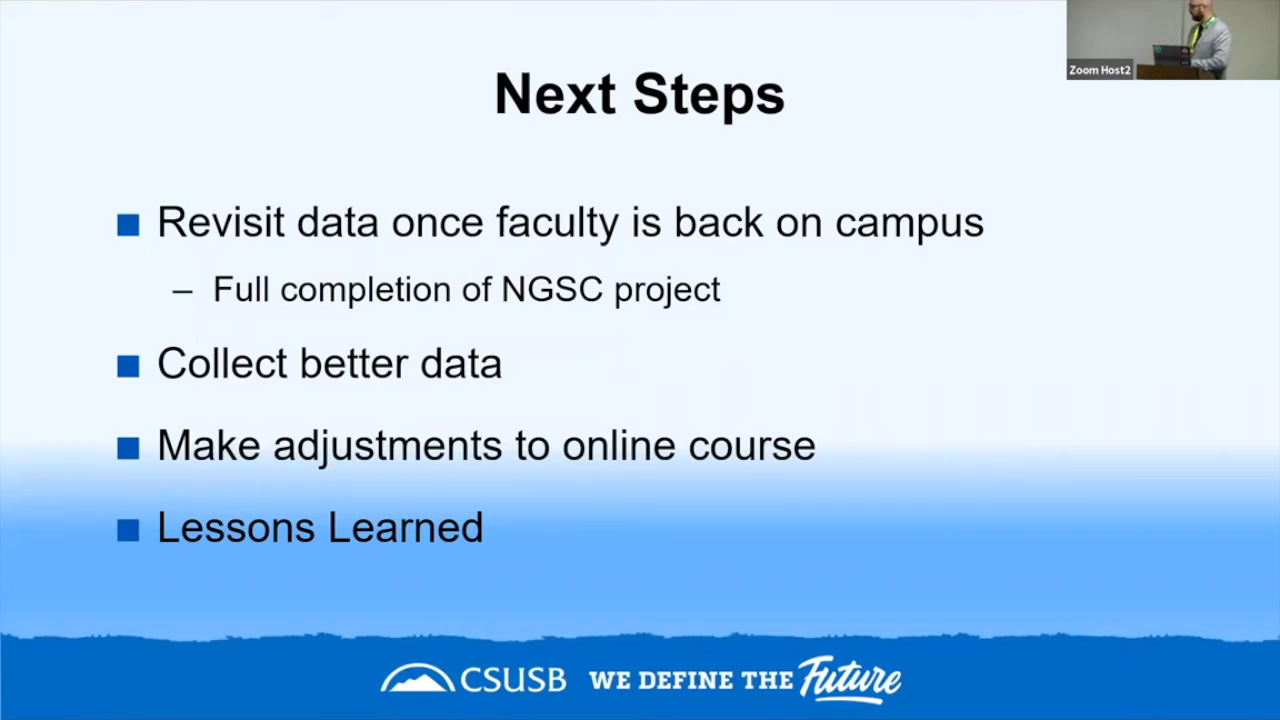 Zoom Host2
Next Steps
Revisit data once faculty is back on campus
– Full completion of NGSC project
Collect better data
Make adjustments to online course
Lessons Learned
CSUSB WE DEFINE THE Future